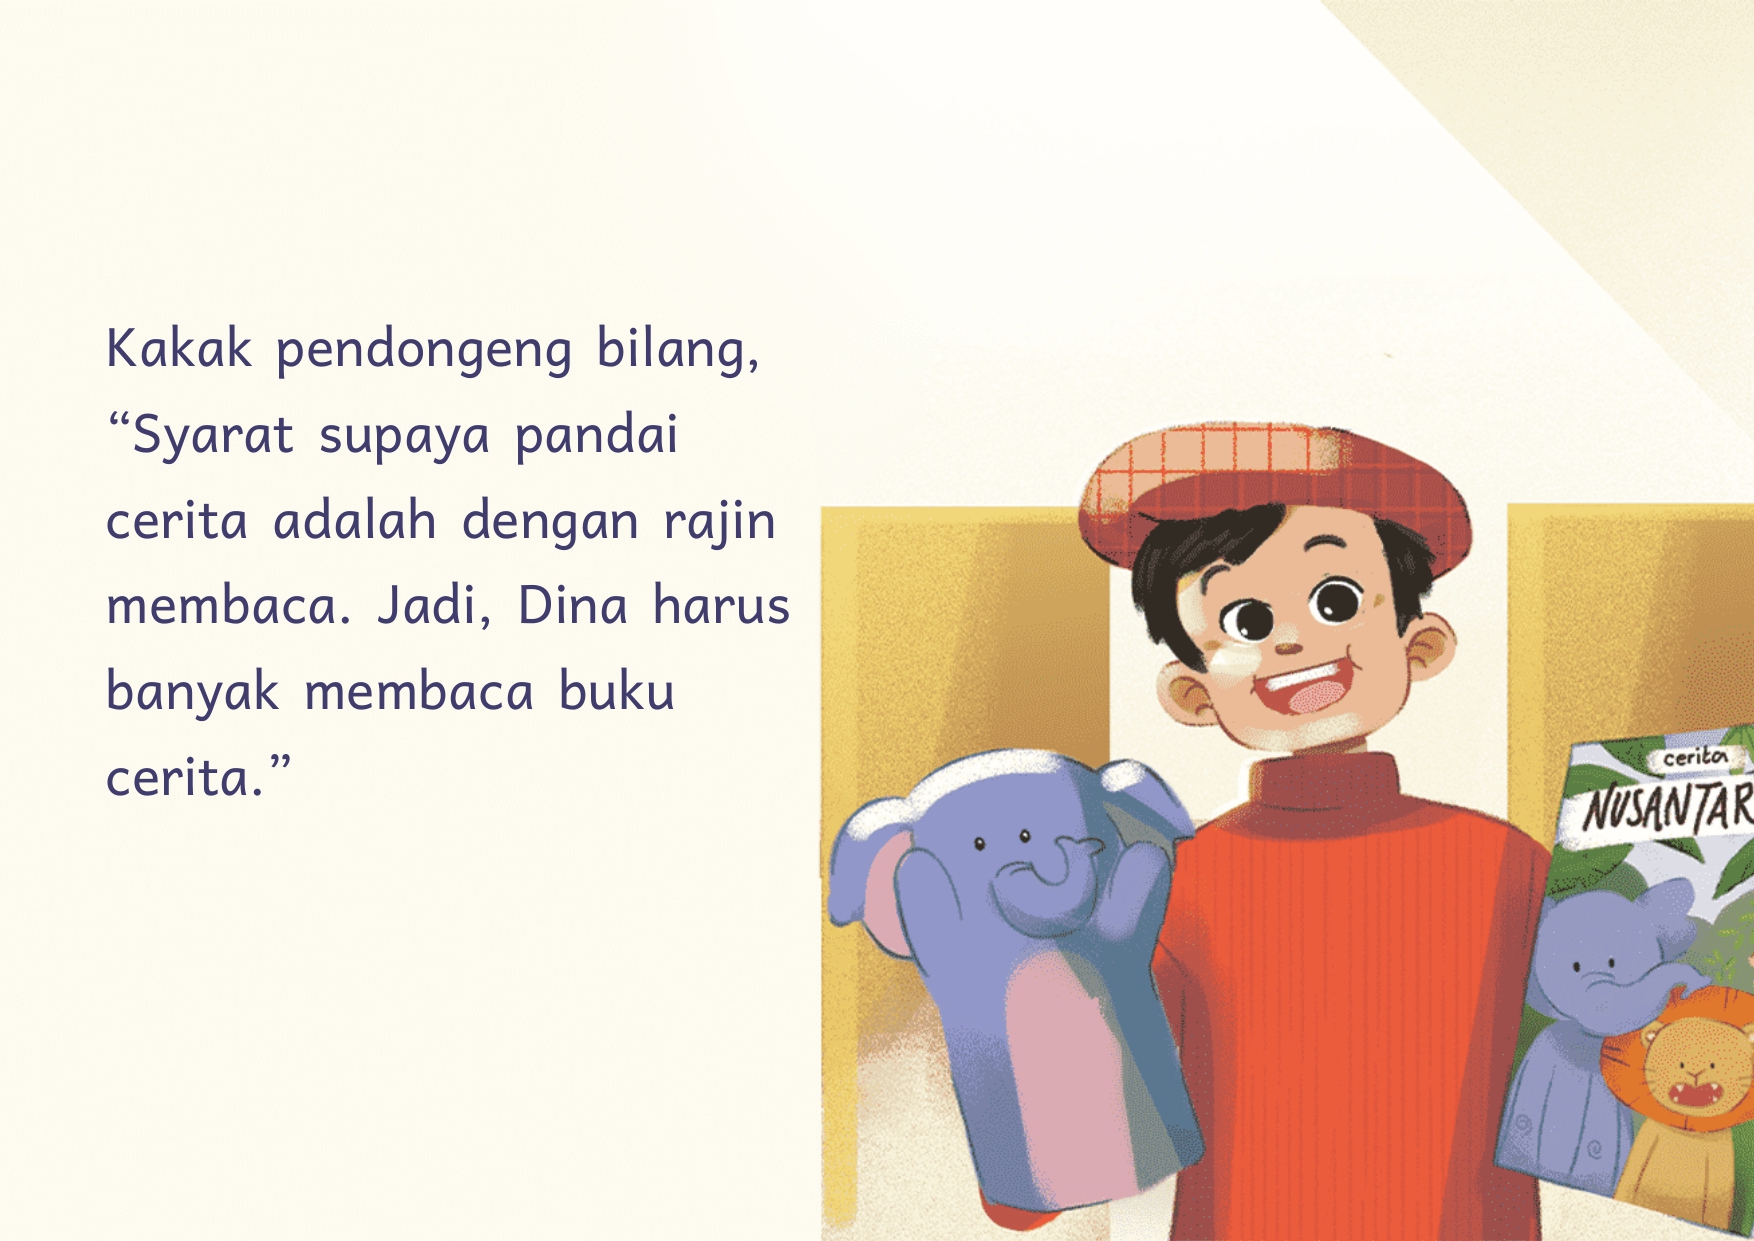 Kakak pendongeng bilang,
“Syarat supaya pandai
cerita adalah dengan rajin
membaca. Jadi, Dina harus
banyak membaca buku
cerita.”
cerita
NUSANTAR